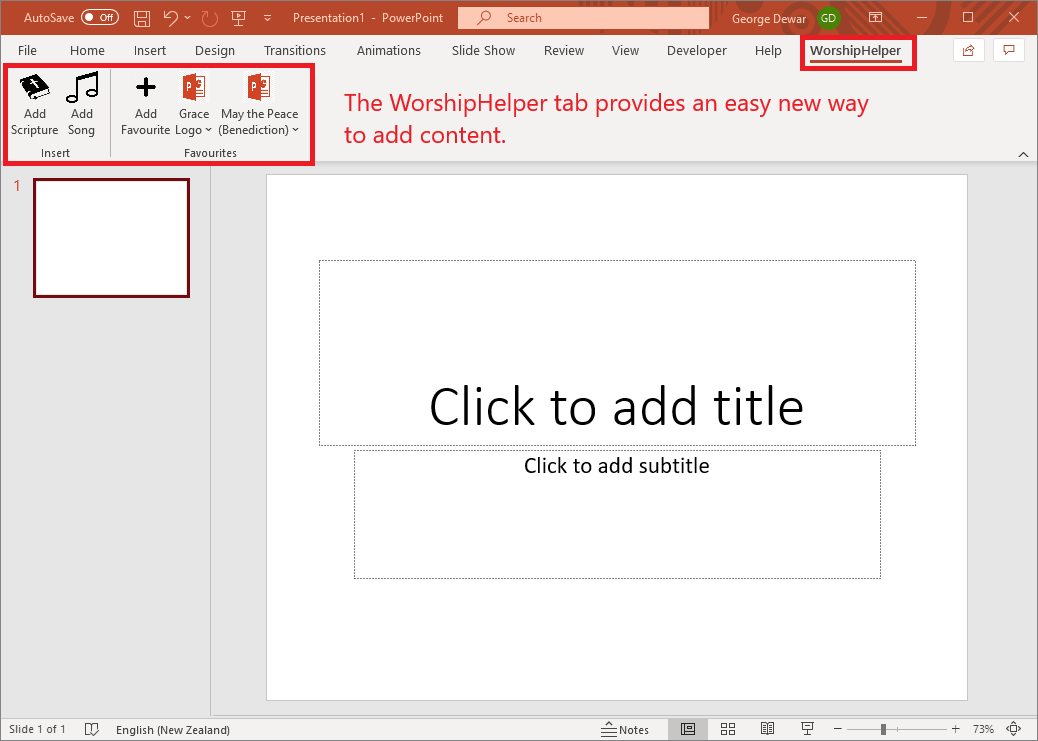 AutoSave Off Presentation1 - PowerPoint Search George Dewar GD
File Home Insert Design Transitions Animations Slide Show Review View Developer Help WorshipHelper
Add Scripture
Add Song
Insert
Add Favourite
Grace Logo
May the Peace (Benediction)
Favourites
The WorshipHelper tab provides an easy new way
to add content.
1
Click to add title
Click to add subtitle
Slide 1 of 1 English (New Zealand) Notes 73%